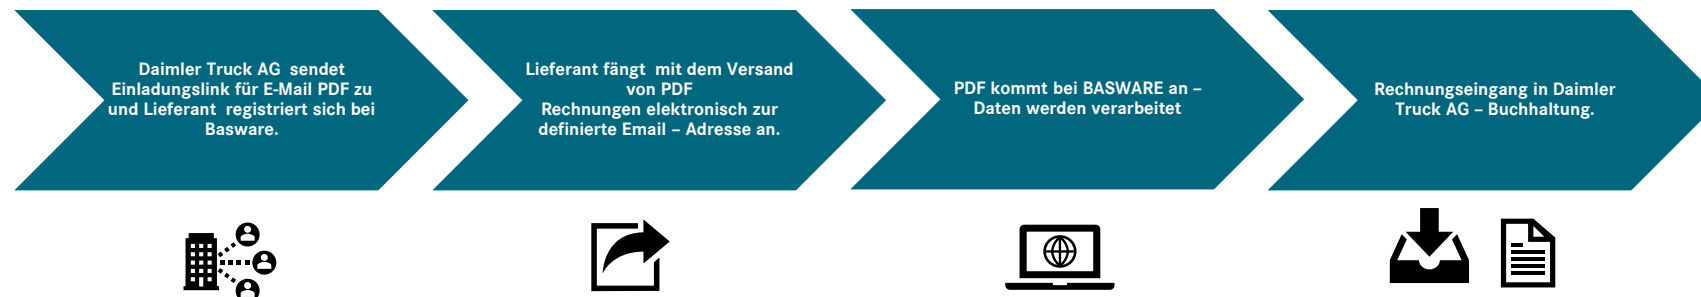 Daimler Truck AG  sendet
Einladungslink für E-Mail PDF zu
und Lieferant  registriert sich bei
Basware.
Lieferant fängt  mit dem Versand
von PDF
Rechnungen elektronisch zur
definierte Email – Adresse an.
PDF kommt bei BASWARE an –
Daten werden verarbeitet
Rechnungseingang in Daimler
Truck AG – Buchhaltung.